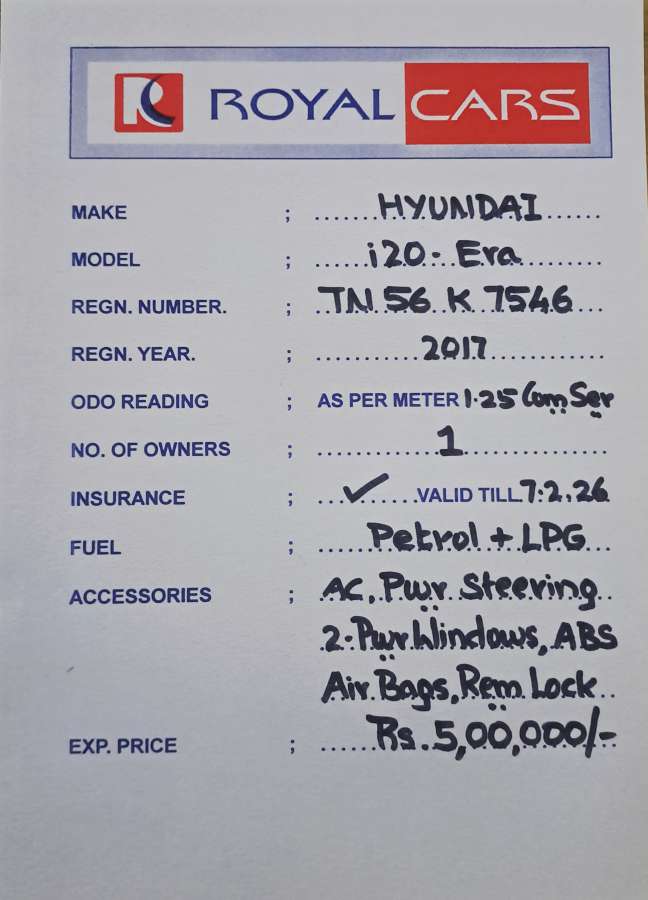 R ROYAL CARS
MAKE ; HYUNDAI
MODEL ; i20- Era
REGN. NUMBER. ; TN 56 K 7546
REGN. YEAR. ; 2017
ODO READING ; AS PER METER 1.25 Com Ser
NO. OF OWNERS ; 1
INSURANCE ; ✓ VALID TILL 7.2.26
FUEL ; Petrol + LPG
ACCESSORIES ; AC, Pwr Steering
2-Pwr Windows, ABS
Air Bags, Rem Lock
EXP. PRICE ; Rs. 5,00,000/-